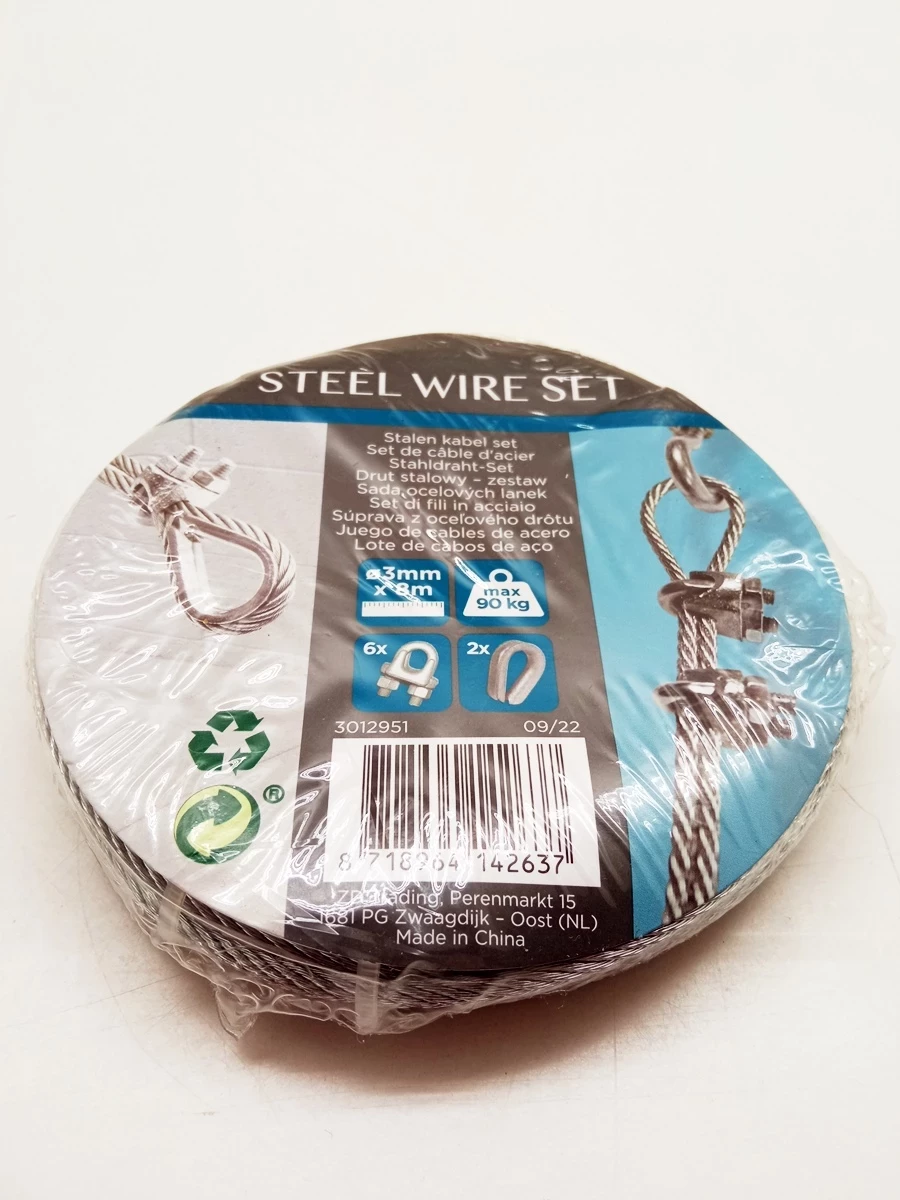 STEEL WIRE SET
Stalen kabel set
Set de câble d'acier
Stahldraht-Set
Drut stalowy – zestaw
Sada ocelových lanek
Set di fili in acciaio
Súprava z oceľového drôtu
Juego de cables de acero
Lote de cabos de aço
ø3mm
x 8m
max
90 kg
6x
2x
3012951 09/22
®
8 718964 142637
Trading, Perenmarkt 15
1681 PG Zwaagdijk – Oost (NL)
Made in China